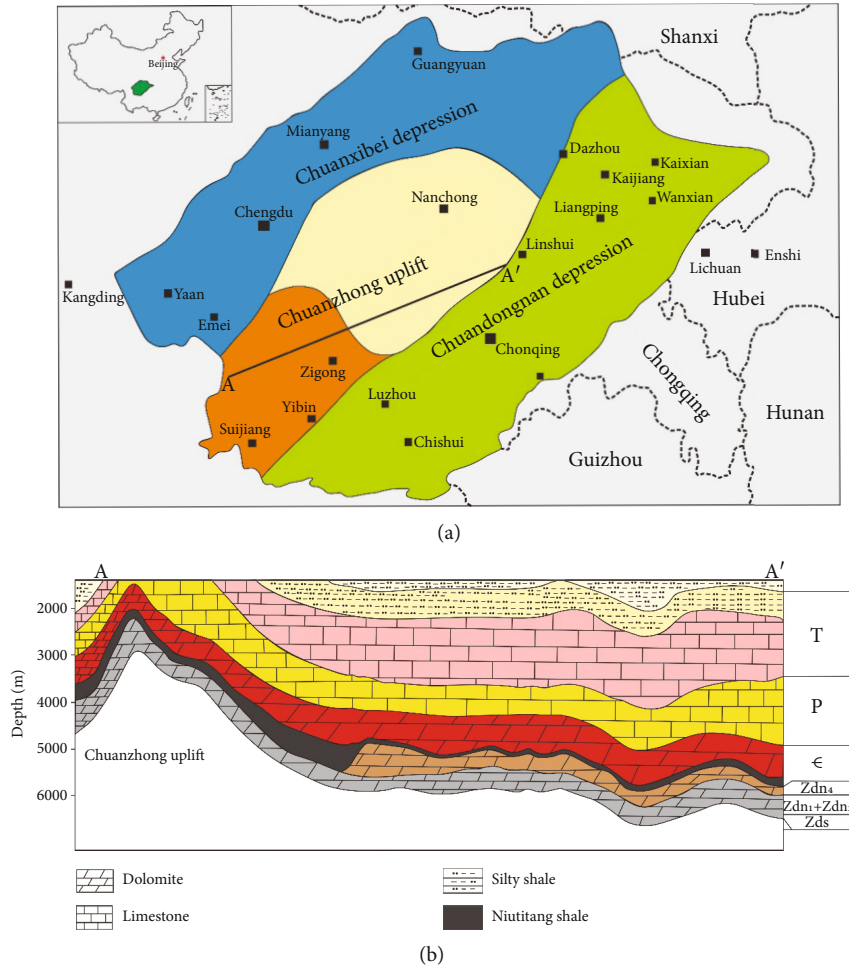 Beijing
Shanxi
Guangyuan
Mianyang
Chuanxibei depression
Dazhou
Kaixian
Kaijiang
Nanchong
Wanxian
Liangping
Chengdu
Linshui
Lichuan
Enshi
Kangding
Yaan
Chuanzhong uplift
A′
Hubei
Emei
Chuandongnan depression
Chonqing
Chongqing
A
Zigong
Luzhou
Yibin
Hunan
Suijiang
Chishui
Guizhou
(a)
A
A′
2000
3000
4000
5000
6000
Depth (m)
Chuanzhong uplift
T
P
Є
Zdn₄
Zdn₁+Zdn
Zds
Dolomite
Silty shale
Limestone
Niutitang shale
(b)